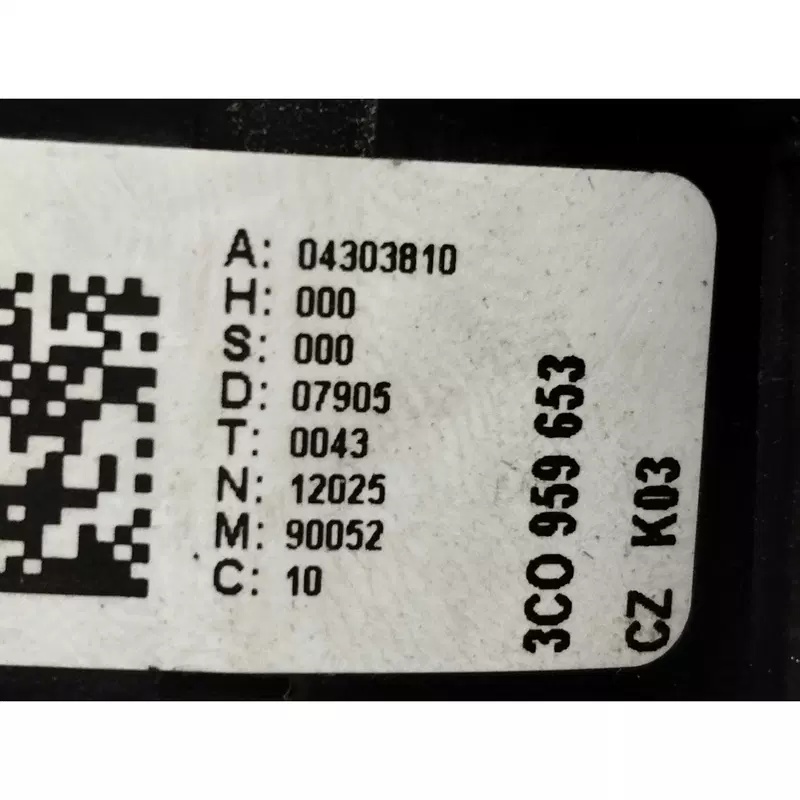 A: 04303810
H: 000
S: 000
D: 07905
T: 0043
N: 12025
M: 90052
C: 10
3C0 959 653
CZ K03